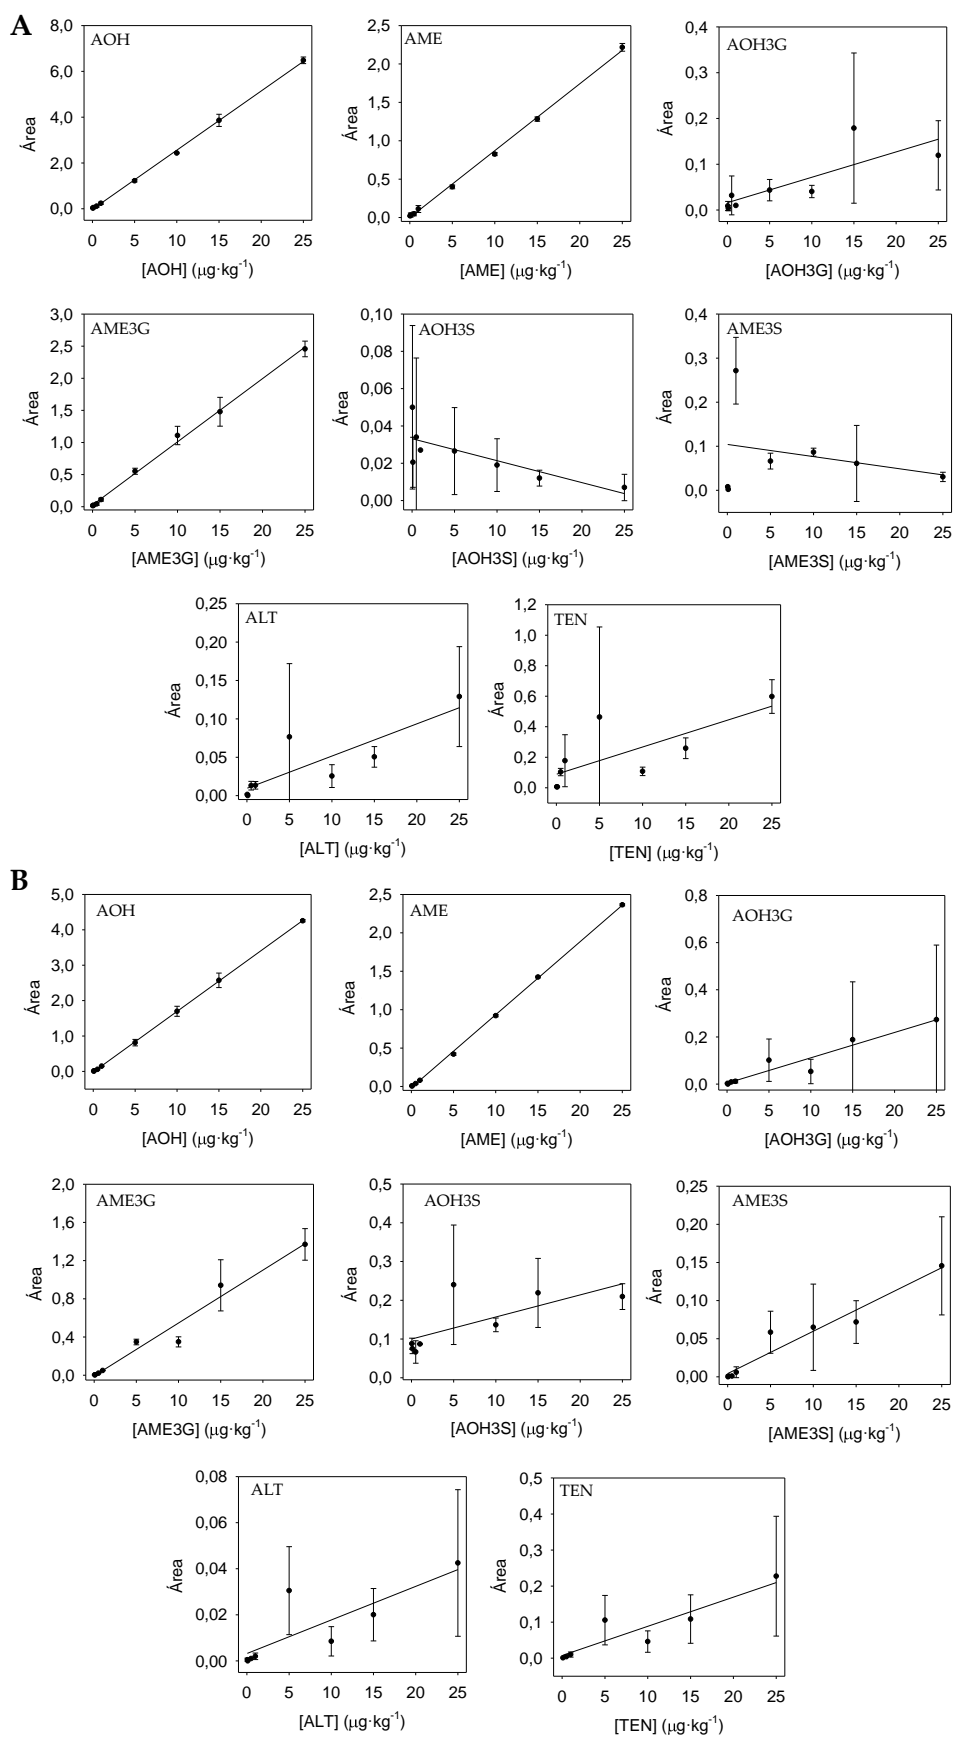 A
AOH
8,0
6,0
4,0
2,0
0,0
Área
0 5 10 15 20 25
[AOH] (μg·kg-1)
AME
2,5
2,0
1,5
1,0
0,5
0,0
Área
0 5 10 15 20 25
[AME] (μg·kg-1)
AOH3G
0,4
0,3
0,2
0,1
0,0
Área
0 5 10 15 20 25
[AOH3G] (μg·kg-1)
AME3G
3,0
2,5
2,0
1,5
1,0
0,5
0,0
Área
0 5 10 15 20 25
[AME3G] (μg·kg-1)
AOH3S
0,10
0,08
0,06
0,04
0,02
0,00
Área
0 5 10 15 20 25
[AOH3S] (μg·kg-1)
AME3S
0,4
0,3
0,2
0,1
0,0
Área
0 5 10 15 20 25
[AME3S] (μg·kg-1)
ALT
0,25
0,20
0,15
0,10
0,05
0,00
Área
0 5 10 15 20 25
[ALT] (μg·kg-1)
TEN
1,2
1,0
0,8
0,6
0,4
0,2
0,0
Área
0 5 10 15 20 25
[TEN] (μg·kg-1)
B
AOH
5,0
4,0
3,0
2,0
1,0
0,0
Área
0 5 10 15 20 25
[AOH] (μg·kg-1)
AME
2,5
2,0
1,5
1,0
0,5
0,0
Área
0 5 10 15 20 25
[AME] (μg·kg-1)
AOH3G
0,8
0,6
0,4
0,2
0,0
Área
0 5 10 15 20 25
[AOH3G] (μg·kg-1)
AME3G
2,0
1,6
1,2
0,8
0,4
0,0
Área
0 5 10 15 20 25
[AME3G] (μg·kg-1)
AOH3S
0,5
0,4
0,3
0,2
0,1
0,0
Área
0 5 10 15 20 25
[AOH3S] (μg·kg-1)
AME3S
0,25
0,20
0,15
0,10
0,05
0,00
Área
0 5 10 15 20 25
[AME3S] (μg·kg-1)
ALT
0,08
0,06
0,04
0,02
0,00
Área
0 5 10 15 20 25
[ALT] (μg·kg-1)
TEN
0,5
0,4
0,3
0,2
0,1
0,0
Área
0 5 10 15 20 25
[TEN] (μg·kg-1)